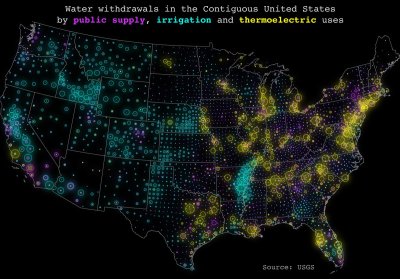 Water withdrawals in the Contiguous United States
by public supply, irrigation and thermoelectric uses
Source: USGS